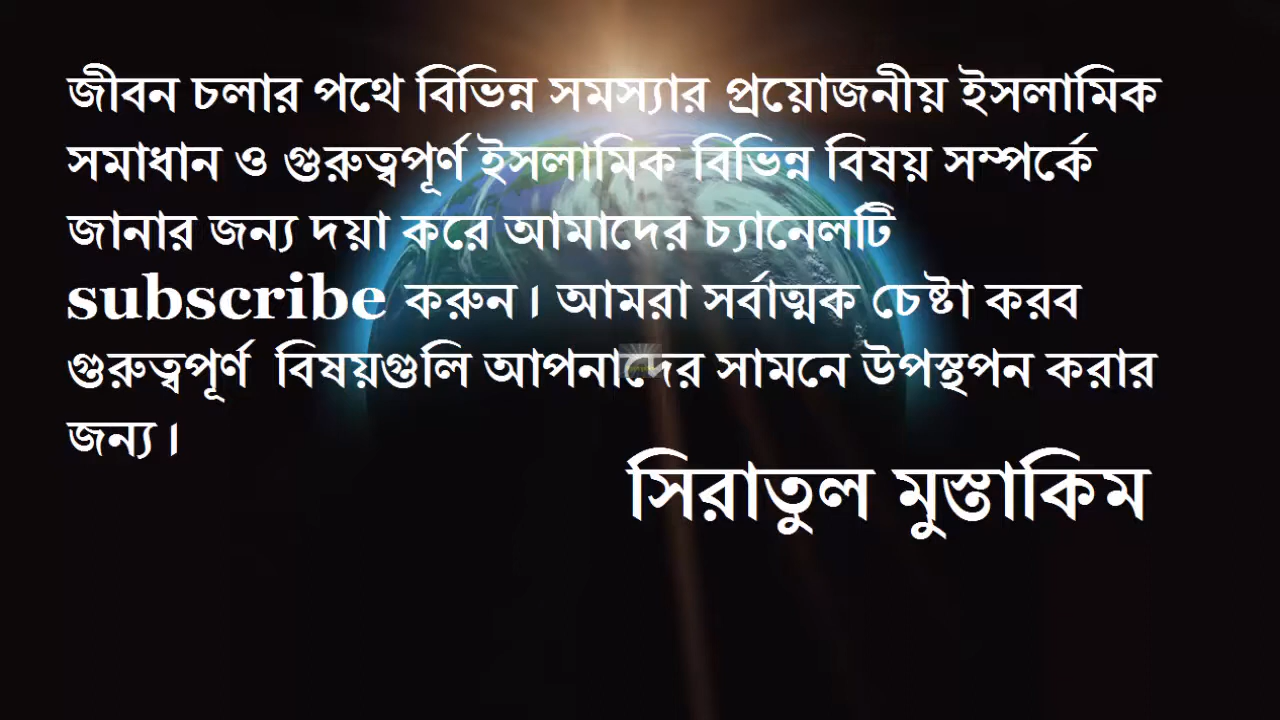 জীবন চলার পথে বিভিন্ন সমস্যার প্রয়োজনীয় ইসলামিক
সমাধান ও গুরুত্বপূর্ণ ইসলামিক বিভিন্ন বিষয় সম্পর্কে
জানার জন্য দয়া করে আমাদের চ্যানেলটি
subscribe করুন। আমরা সর্বাত্মক চেষ্টা করব
গুরুত্বপূর্ণ বিষয়গুলি আপনাদের সামনে উপস্থপন করার
জন্য।
সিরাতুল মুস্তাকিম